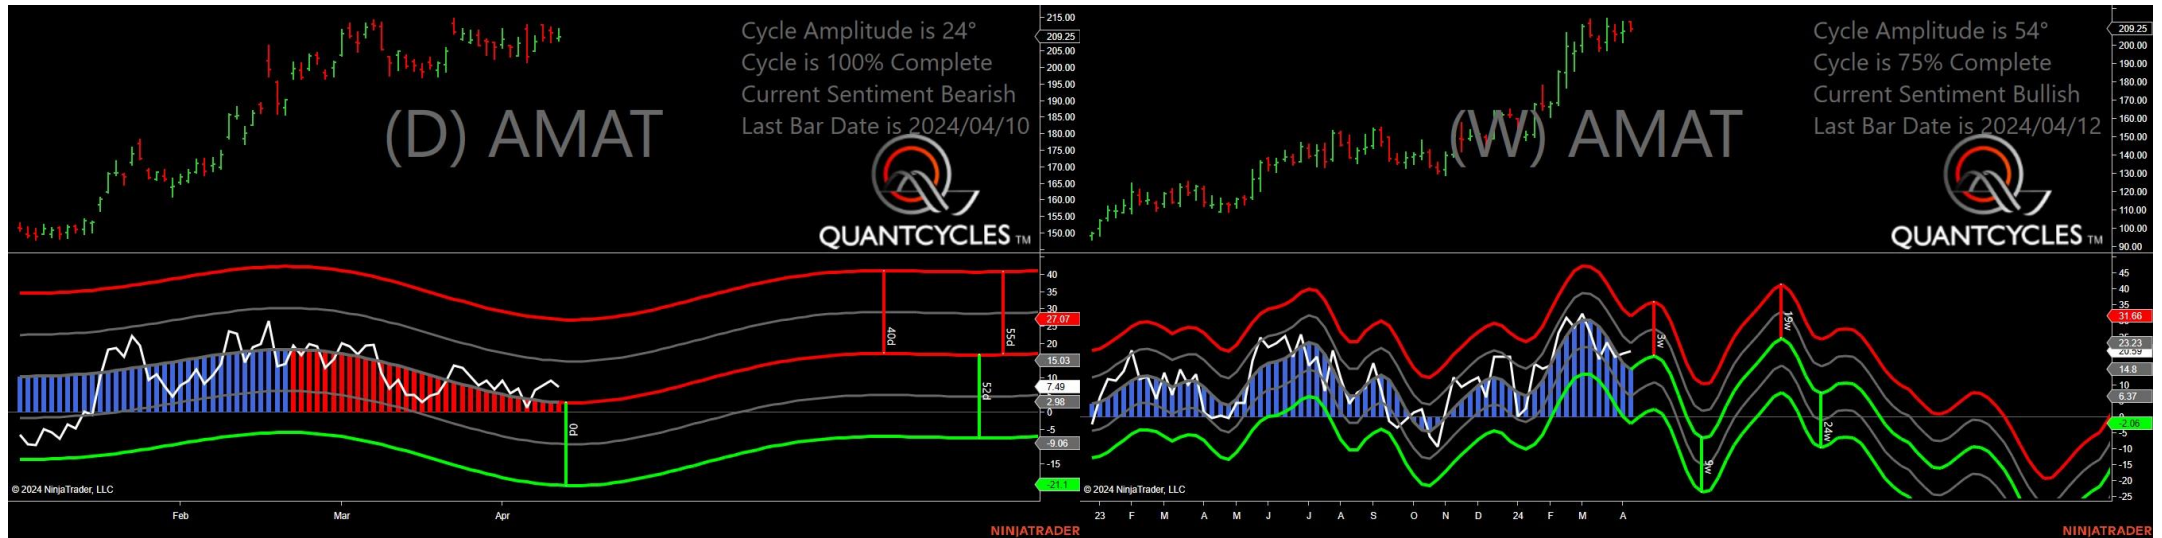 Cycle Amplitude is 24°
Cycle is 100% Complete
Current Sentiment Bearish
Last Bar Date is 2024/04/10
(D) AMAT
QUANTCYCLES TM
215.00
209.25
205.00
200.00
195.00
190.00
185.00
180.00
175.00
170.00
165.00
160.00
155.00
150.00
40
35
30
27.07
25
20
15.03
10
7.49
2.98
0
-5
-9.06
-15
-21.1
40d
55d
52d
0d
© 2024 NinjaTrader, LLC
Feb Mar Apr
NINJATRADER
Cycle Amplitude is 54°
Cycle is 75% Complete
Current Sentiment Bullish
Last Bar Date is 2024/04/12
(W) AMAT
QUANTCYCLES TM
209.25
200.00
190.00
180.00
170.00
160.00
150.00
140.00
130.00
120.00
110.00
100.00
90.00
45
40
35
31.66
23.23
20.59
14.8
10
6.37
-2.06
-5
-10
-15
-20
-25
3w
19w
9w
24w
© 2024 NinjaTrader, LLC
23 F M A M J J A S O N D 24 F M A
NINJATRADER